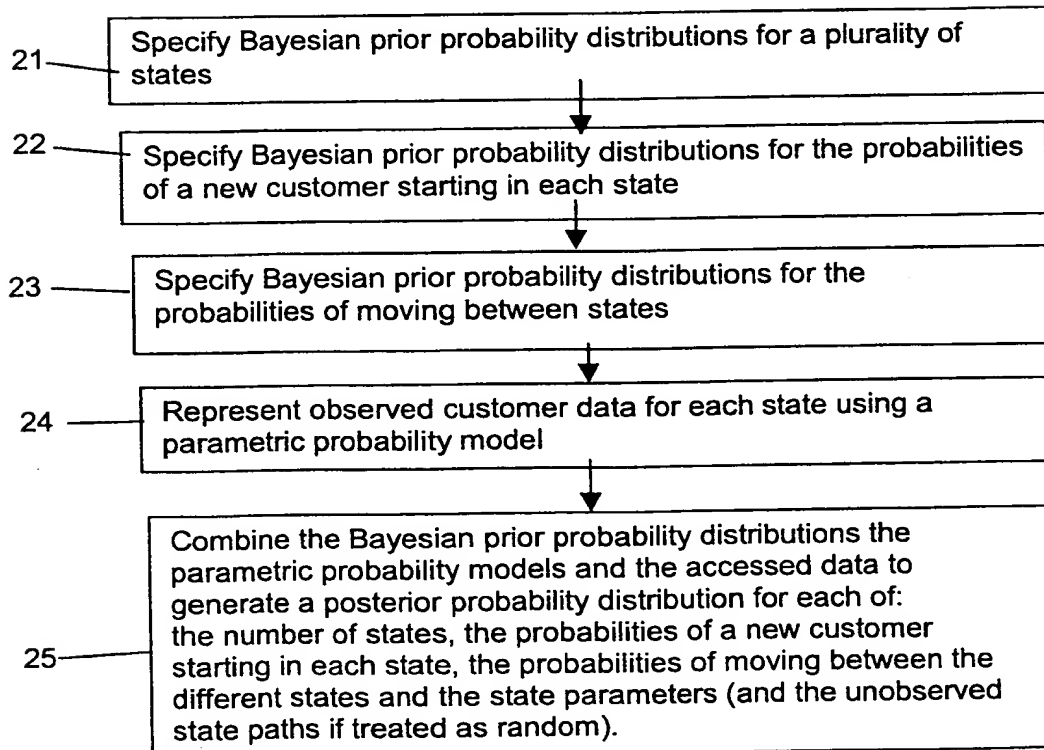 21
Specify Bayesian prior probability distributions for a plurality of
states
22
Specify Bayesian prior probability distributions for the probabilities
of a new customer starting in each state
23
Specify Bayesian prior probability distributions for the
probabilities of moving between states
24
Represent observed customer data for each state using a
parametric probability model
25
Combine the Bayesian prior probability distributions the
parametric probability models and the accessed data to
generate a posterior probability distribution for each of:
the number of states, the probabilities of a new customer
starting in each state, the probabilities of moving between the
different states and the state parameters (and the unobserved
state paths if treated as random).